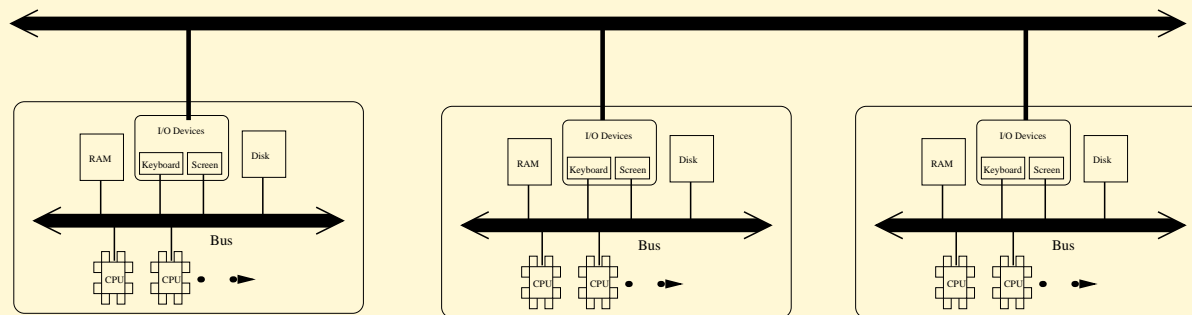 I/O Devices
RAM
Keyboard
Screen
Disk
Bus
CPU
CPU
I/O Devices
RAM
Keyboard
Screen
Disk
Bus
CPU
CPU
I/O Devices
RAM
Keyboard
Screen
Disk
Bus
CPU
CPU